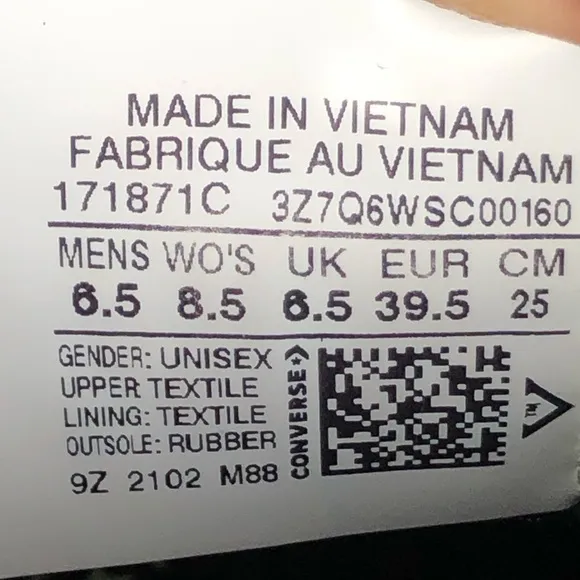 MADE IN VIETNAM
FABRIQUE AU VIETNAM
171871C 3Z7Q6WSC00160
MENS WO'S UK EUR CM
6.5 8.5 6.5 39.5 25
GENDER: UNISEX
UPPER TEXTILE
LINING: TEXTILE
OUTSOLE: RUBBER
9Z 2102 M88
CONVERSE